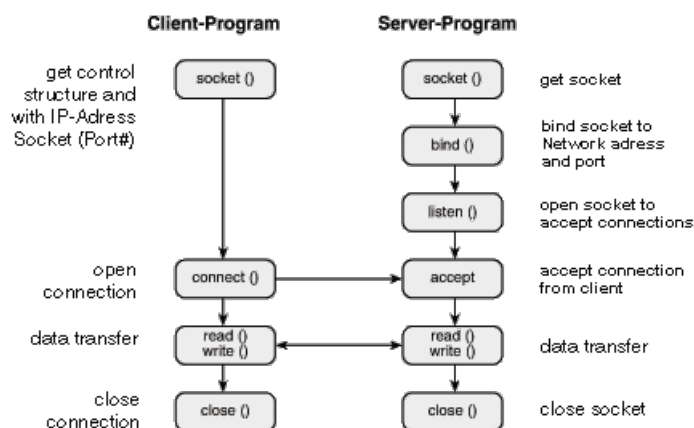 Client-Program
Server-Program
get control
structure and
with IP-Adress
Socket (Port#)
socket ()
socket ()
get socket
bind ()
bind socket to
Network adress
and port
listen ()
open socket to
accept connections
open
connection
connect ()
accept
accept connection
from client
data transfer
read ()
write ()
read ()
write ()
data transfer
close
connection
close ()
close ()
close socket